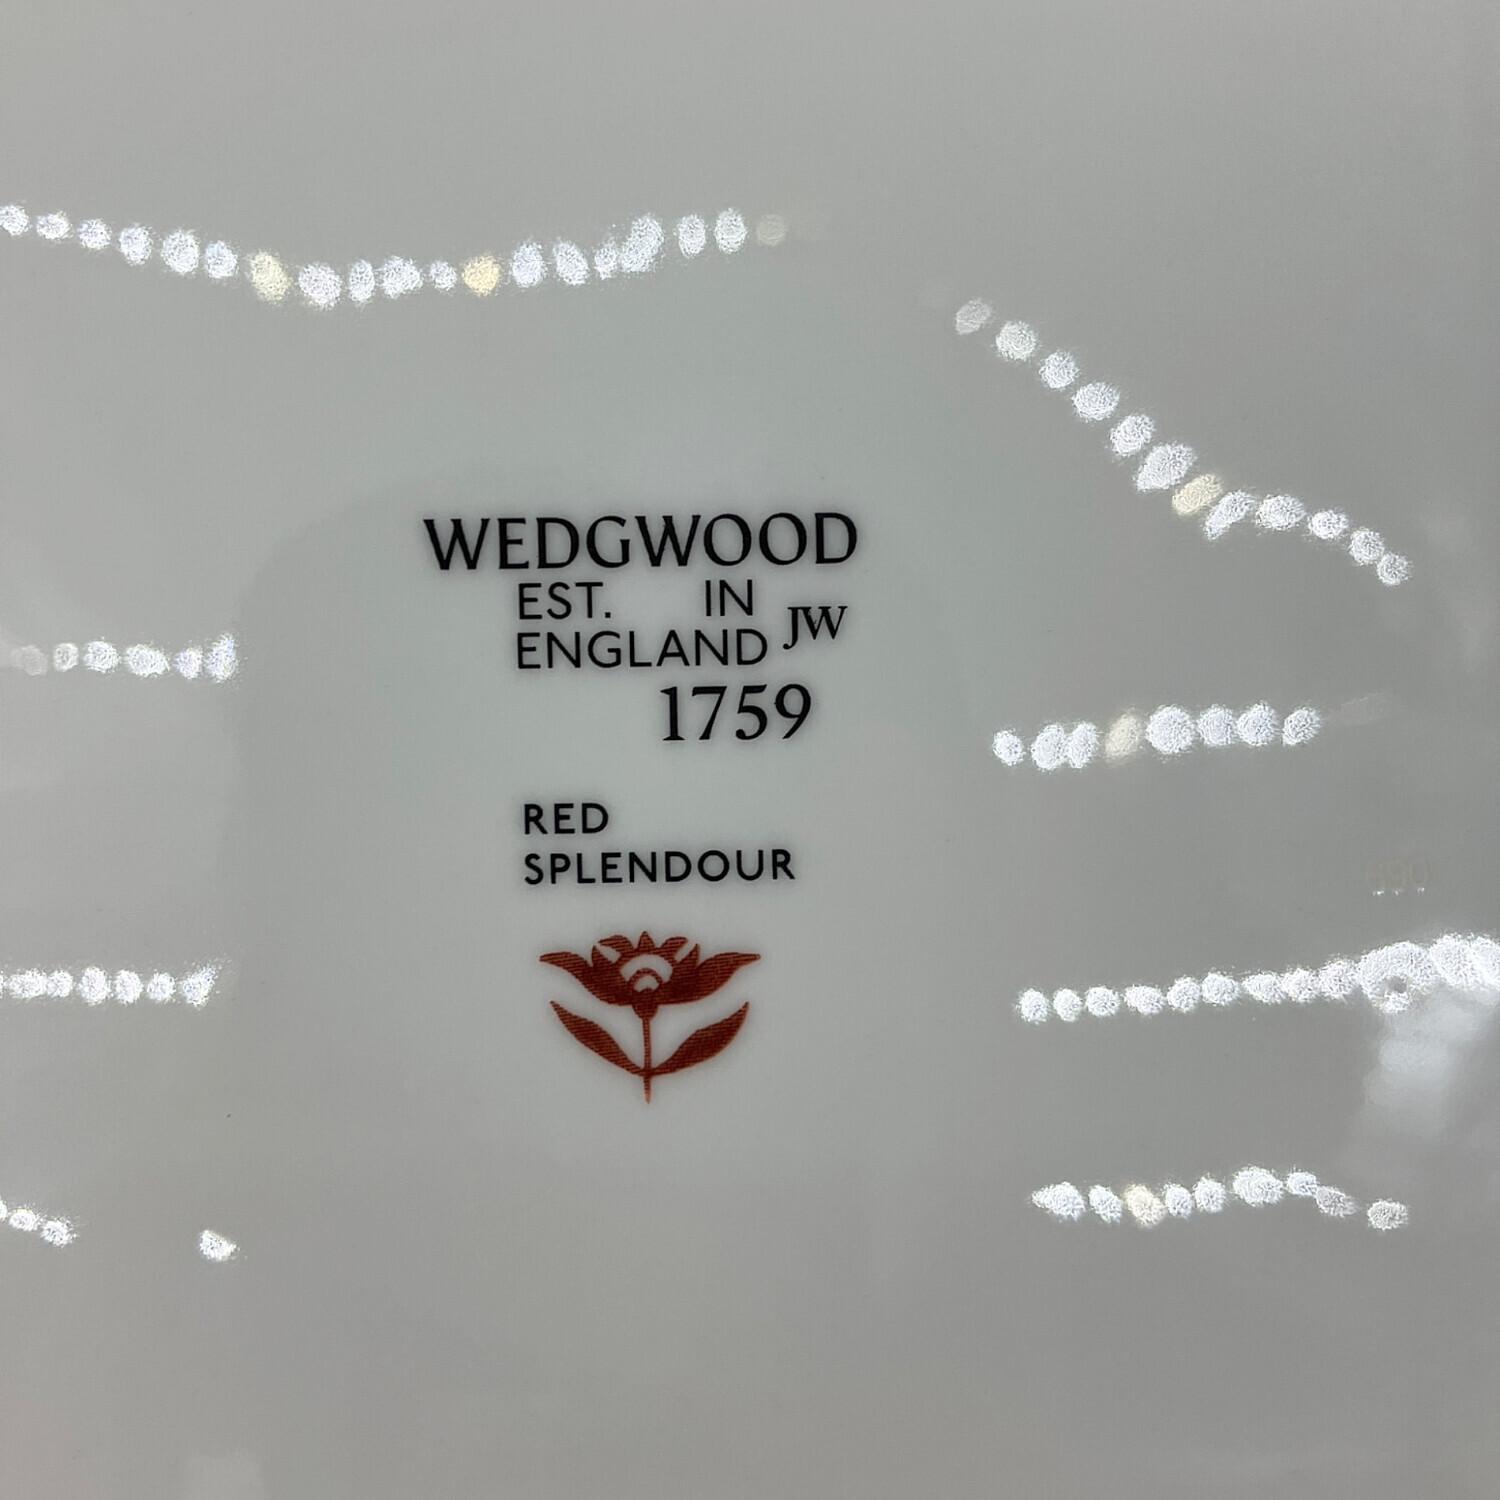 WEDGWOOD
EST. IN
ENGLAND JW
1759
RED
SPLENDOUR